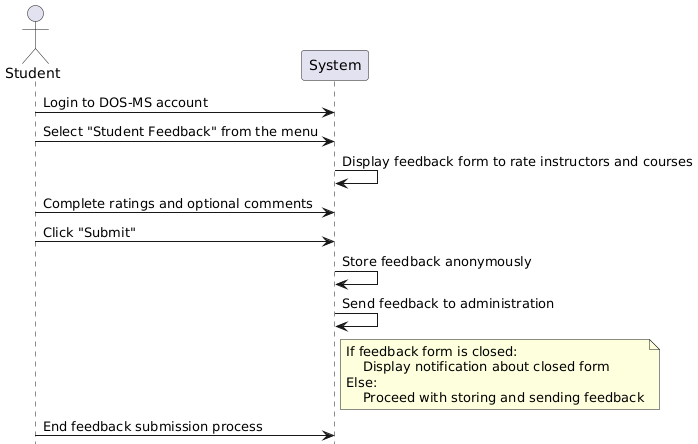 Student
System
Login to DOS-MS account
Select "Student Feedback" from the menu
Display feedback form to rate instructors and courses
Complete ratings and optional comments
Click "Submit"
Store feedback anonymously
Send feedback to administration
If feedback form is closed:
    Display notification about closed form
Else:
    Proceed with storing and sending feedback
End feedback submission process